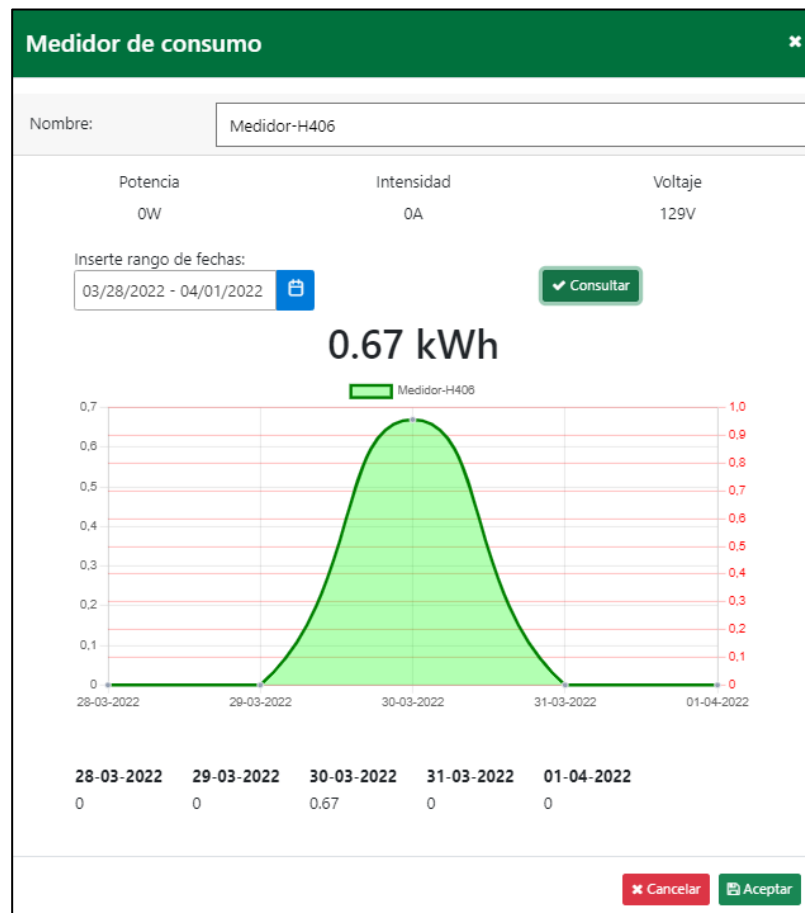 Medidor de consumo
Nombre: Medidor-H406
Potencia Intensidad Voltaje
0W 0A 129V
Inserte rango de fechas:
03/28/2022 - 04/01/2022 Consultar
0.67 kWh
Medidor-H406
0,7 1,0
0,6 0,9
0,5 0,8
0,4 0,7
0,3 0,6
0,2 0,5
0,1 0,4
0 0,3
0,2
0,1
0
28-03-2022 29-03-2022 30-03-2022 31-03-2022 01-04-2022
28-03-2022 29-03-2022 30-03-2022 31-03-2022 01-04-2022
0 0 0.67 0 0
Cancelar Aceptar